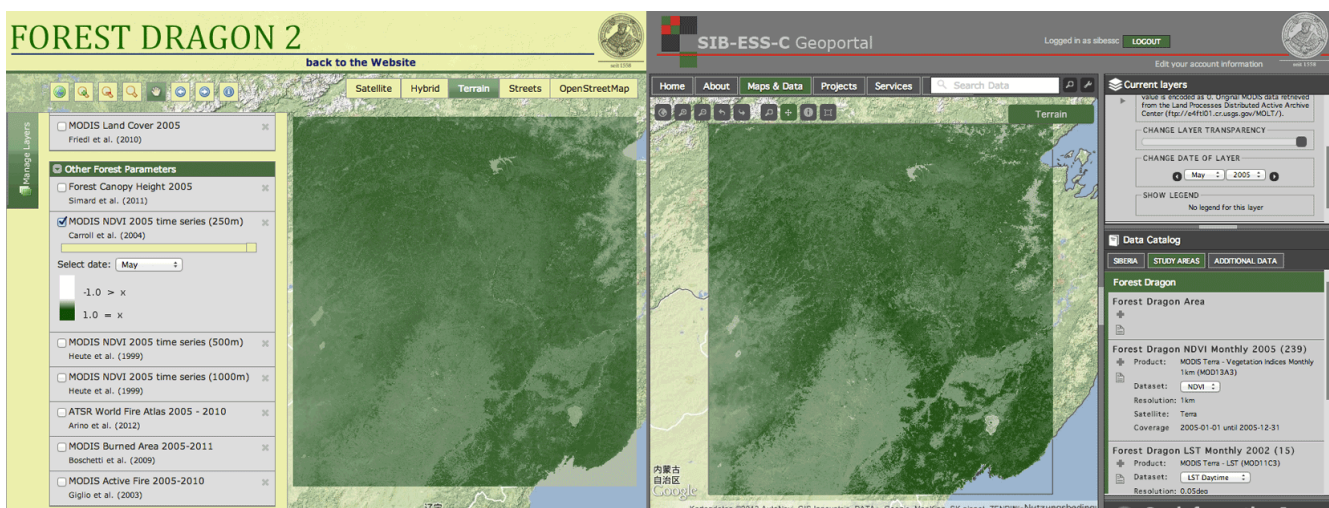 FOREST DRAGON 2
seit 1558
back to the Website
Satellite
Hybrid
Terrain
Streets
OpenStreetMap
Manage Layers
MODIS Land Cover 2005
Friedl et al. (2010)
Other Forest Parameters
Forest Canopy Height 2005
Simard et al. (2011)
MODIS NDVI 2005 time series (250m)
Carroll et al. (2004)
Select date: May
-1.0 > x
1.0 = x
MODIS NDVI 2005 time series (500m)
Heute et al. (1999)
MODIS NDVI 2005 time series (1000m)
Heute et al. (1999)
ATSR World Fire Atlas 2005 - 2010
Arino et al. (2012)
MODIS Burned Area 2005-2011
Boschetti et al. (2009)
MODIS Active Fire 2005-2010
Giglio et al. (2003)
SIB-ESS-C Geoportal
Logged in as sibessc LOGOUT
Edit your account information
seit 1558
Home
About
Maps & Data
Projects
Services
Search Data
Terrain
内蒙古
自治区
Google
Current layers
value is encoded as 0. Orginal MODIS data retrieved
from the Land Processes Distributed Active Archive
Center (ftp://e4ftl01.cr.usgs.gov/MOLT/).
CHANGE LAYER TRANSPARENCY
CHANGE DATE OF LAYER
May 2005
SHOW LEGEND
No legend for this layer
Data Catalog
SIBERIA
STUDY AREAS
ADDITIONAL DATA
Forest Dragon
Forest Dragon Area
Forest Dragon NDVI Monthly 2005 (239)
Product: MODIS Terra - Vegetation Indices Monthly
1km (MOD13A3)
Dataset: NDVI
Resolution: 1km
Satellite: Terra
Coverage 2005-01-01 until 2005-12-31
Forest Dragon LST Monthly 2002 (15)
Product: MODIS Terra - LST (MOD11C3)
Dataset: LST Daytime
Resolution: 0.05deg